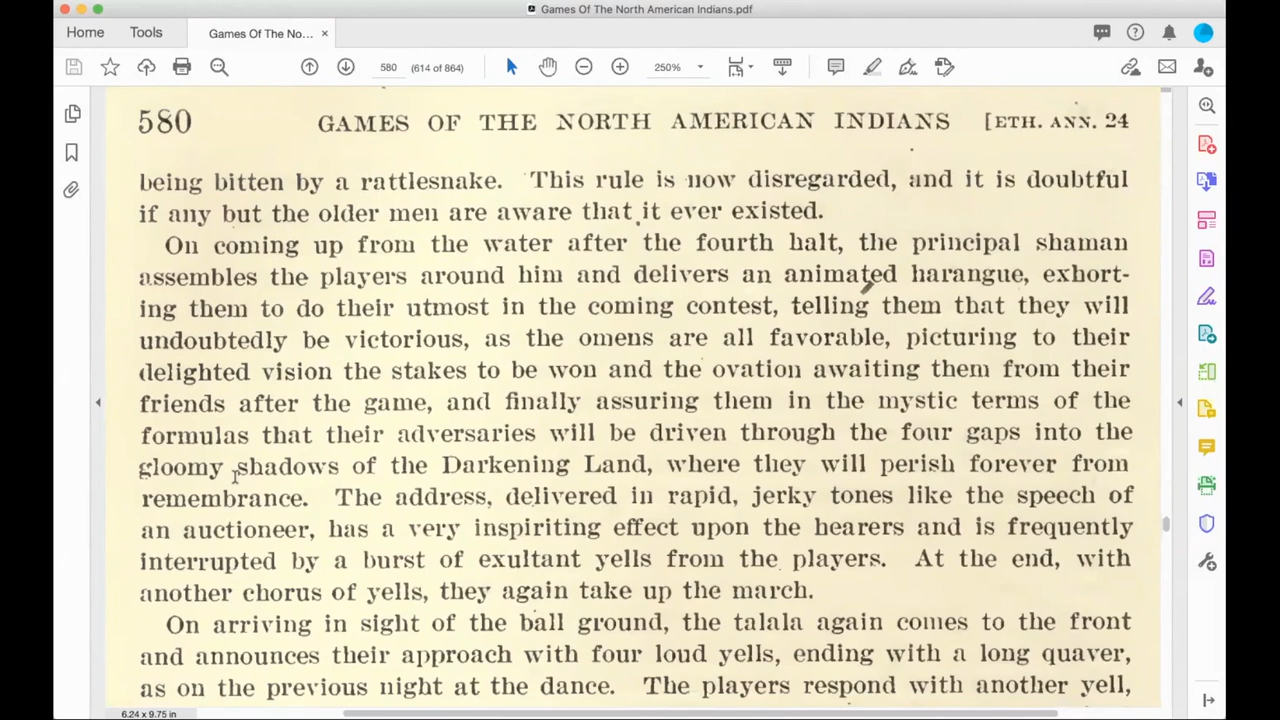 Games Of The North American Indians.pdf
Home Tools Games Of The No... ×
580 (614 of 864) 250%
580 GAMES OF THE NORTH AMERICAN INDIANS [ETH. ANN. 24
being bitten by a rattlesnake. This rule is now disregarded, and it is doubtful
if any but the older men are aware that it ever existed.
On coming up from the water after the fourth halt, the principal shaman
assembles the players around him and delivers an animated harangue, exhort-
ing them to do their utmost in the coming contest, telling them that they will
undoubtedly be victorious, as the omens are all favorable, picturing to their
delighted vision the stakes to be won and the ovation awaiting them from their
friends after the game, and finally assuring them in the mystic terms of the
formulas that their adversaries will be driven through the four gaps into the
gloomy shadows of the Darkening Land, where they will perish forever from
remembrance. The address, delivered in rapid, jerky tones like the speech of
an auctioneer, has a very inspiriting effect upon the hearers and is frequently
interrupted by a burst of exultant yells from the players. At the end, with
another chorus of yells, they again take up the march.
On arriving in sight of the ball ground, the talala again comes to the front
and announces their approach with four loud yells, ending with a long quaver,
as on the previous night at the dance. The players respond with another yell,
6.24 x 9.75 in